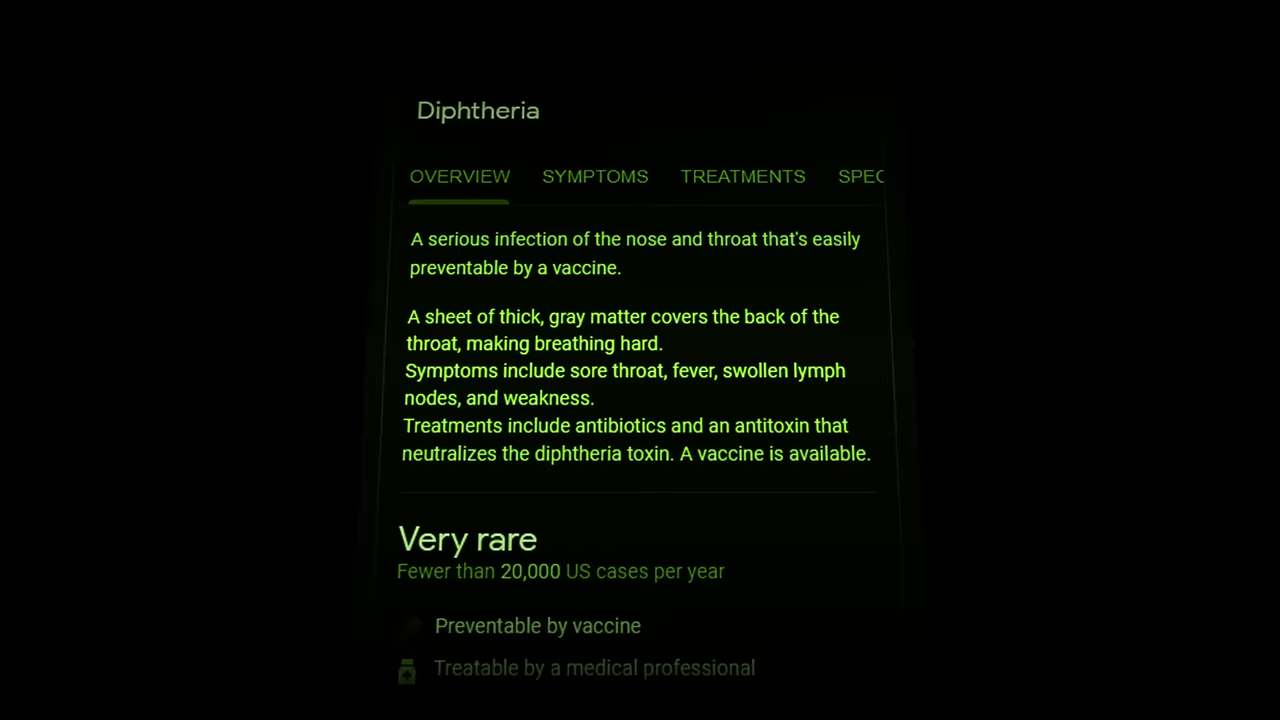 Diphtheria
OVERVIEW SYMPTOMS TREATMENTS SPEC
A serious infection of the nose and throat that's easily
preventable by a vaccine.
A sheet of thick, gray matter covers the back of the
throat, making breathing hard.
Symptoms include sore throat, fever, swollen lymph
nodes, and weakness.
Treatments include antibiotics and an antitoxin that
neutralizes the diphtheria toxin. A vaccine is available.
Very rare
Fewer than 20,000 US cases per year
Preventable by vaccine
Treatable by a medical professional